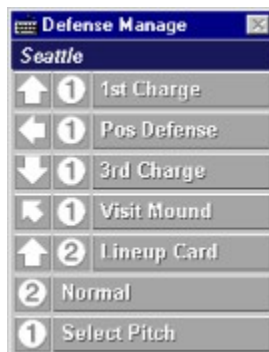 Defense Manage
Seattle
1 1st Charge
1 Pos Defense
1 3rd Charge
1 Visit Mound
2 Lineup Card
2 Normal
1 Select Pitch